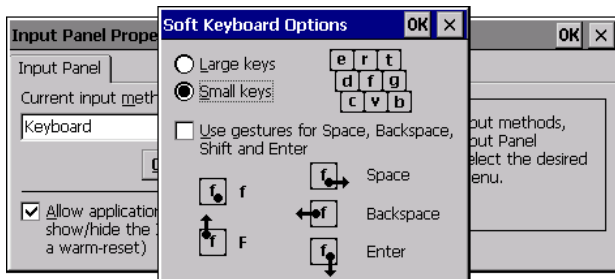 Input Panel Prope
OK ×
Input Panel
Current input meth
Keyboard
Allow application
show/hide the
a warm-reset)
put methods,
put Panel
elect the desired
enu.
Soft Keyboard Options
OK ×
Large keys
Small keys
e r t
d f g
c v b
Use gestures for Space, Backspace,
Shift and Enter
f f
f F
f Space
f Backspace
f Enter